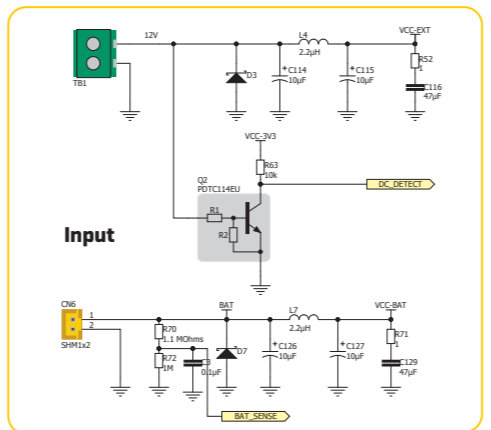 12V
L4
2.2µH
VCC-EXT
TB1
D3
C114
10µF
C115
10µF
R52
1
C116
47µF
VCC-3V3
R63
10k
DC_DETECT
Q2
PDTC114EU
R1
R2
Input
CN6
1
2
SHM1x2
BAT
L7
2.2µH
VCC-BAT
R70
1.1 MOhms
R72
1M
C3
0.1µF
D7
C126
10µF
C127
10µF
R71
1
C129
47µF
BAT_SENSE